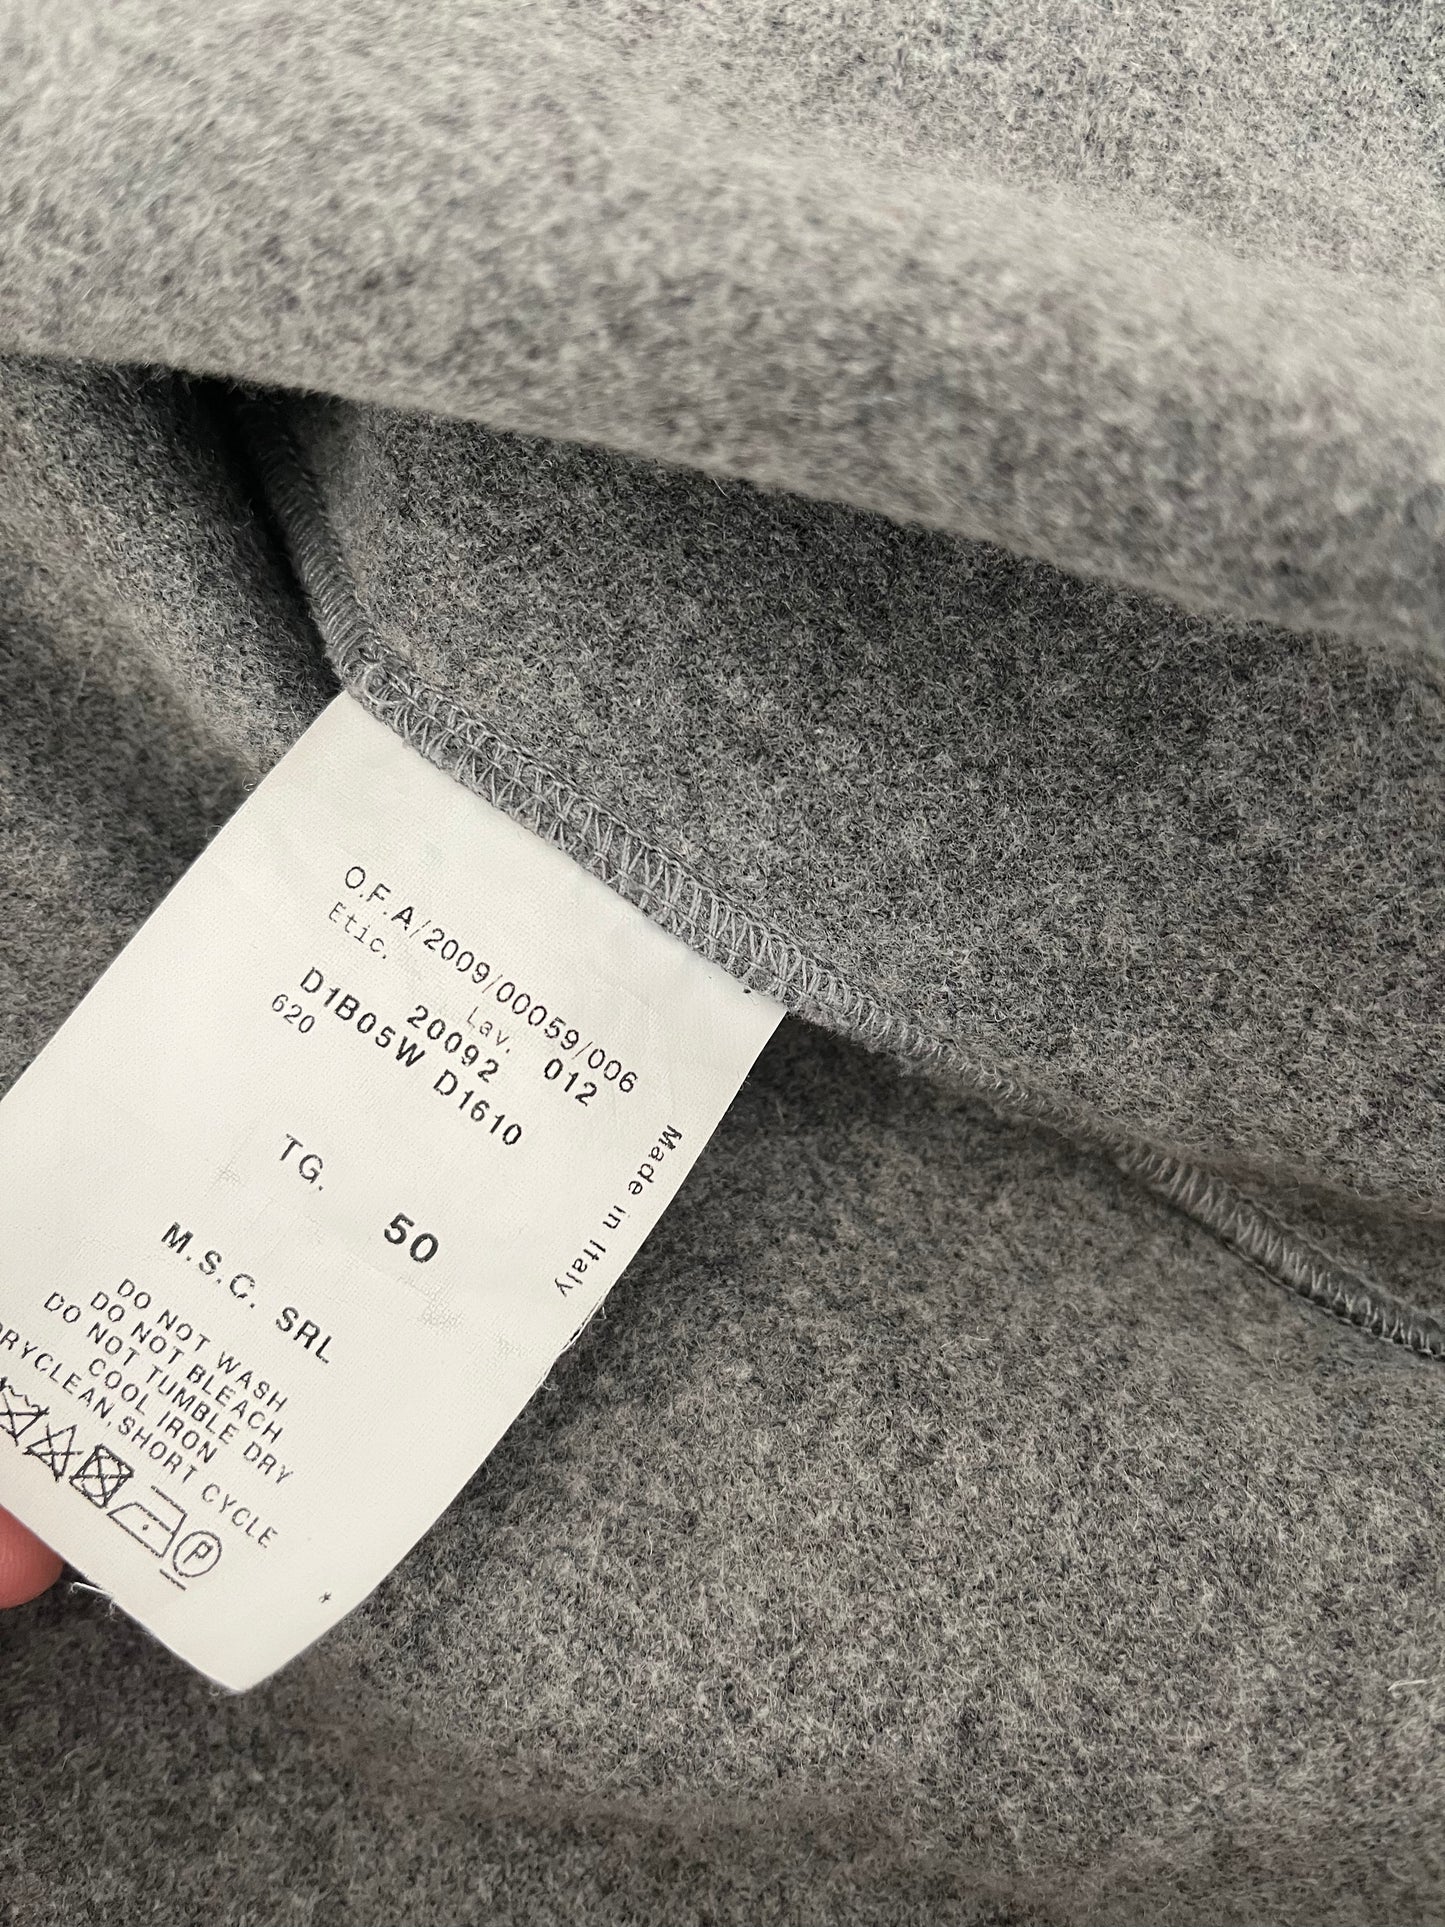 O.F.A/2009/00059/006
Etic. Lav.
20092 012
D1B05W D1610
620
TG. 50
M.S.C. SRL
DO NOT WASH
DO NOT BLEACH
DO NOT TUMBLE DRY
COOL IRON
DRYCLEAN,SHORT CYCLE
P
Made in Italy